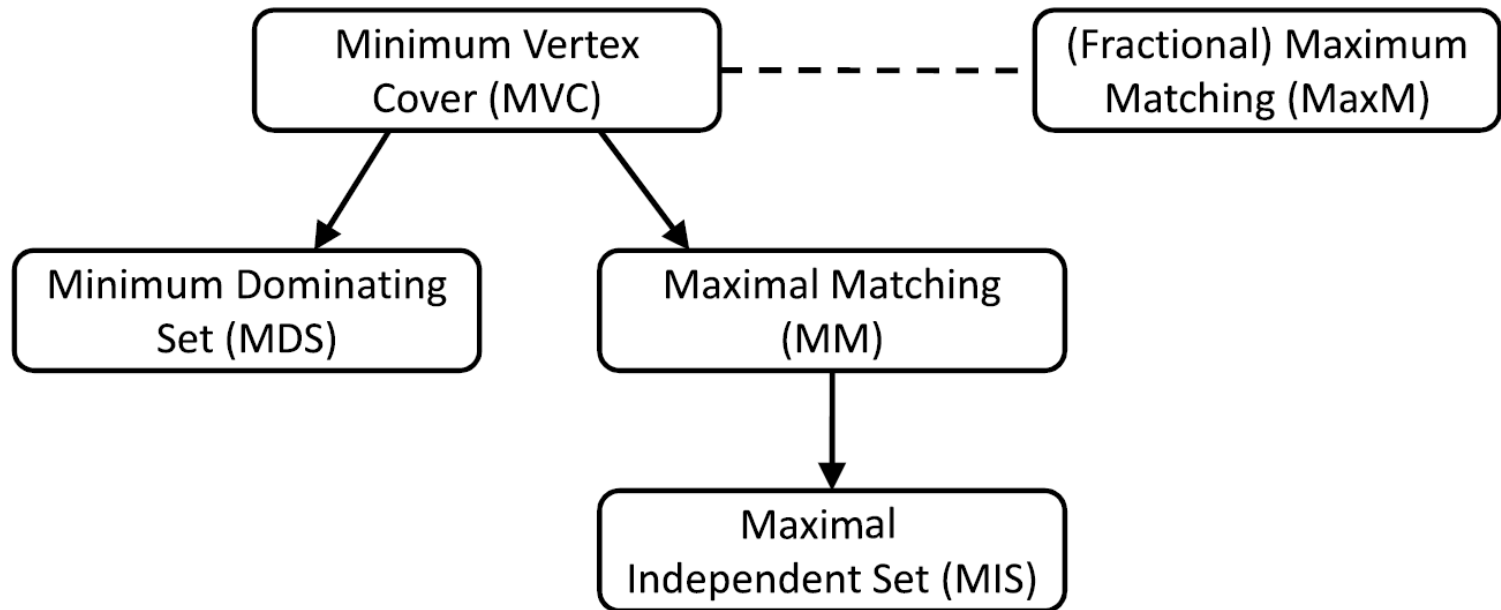 Minimum Vertex
Cover (MVC)
(Fractional) Maximum
Matching (MaxM)
Minimum Dominating
Set (MDS)
Maximal Matching
(MM)
Maximal
Independent Set (MIS)